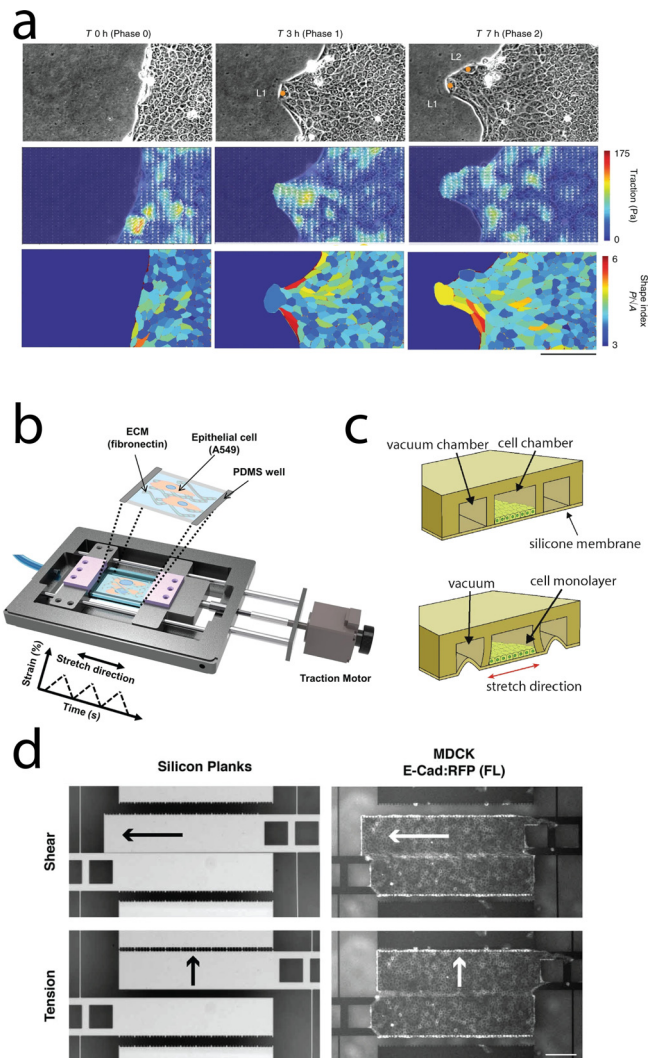 a
T 0 h (Phase 0)
T 3 h (Phase 1)
T 7 h (Phase 2)
L1
L2
L1
175
Traction (Pa)
0
6
Shape index
P/√A
3
b
ECM
(fibronectin)
Epithelial cell
(A549)
PDMS well
Strain (%)
Stretch direction
Time (s)
Traction Motor
c
vacuum chamber
cell chamber
silicone membrane
vacuum
cell monolayer
stretch direction
d
Silicon Planks
MDCK
E-Cad:RFP (FL)
Shear
Tension